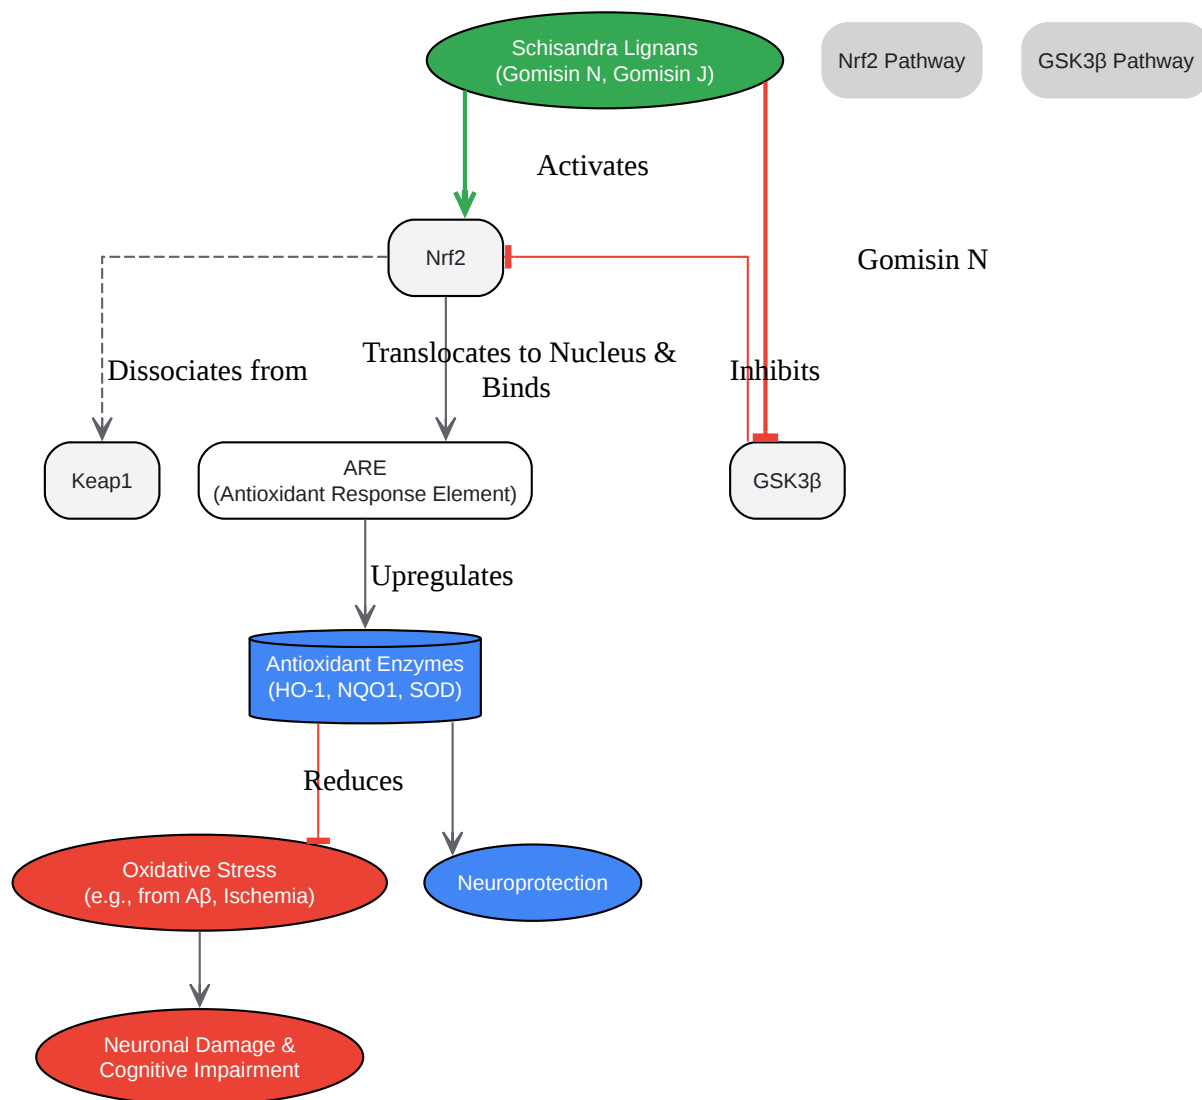 Schisandra Lignans
(Gomisin N, Gomisin J)
Nrf2 Pathway
GSK3β Pathway
Activates
Nrf2
Gomisin N
Dissociates from
Translocates to Nucleus &
Binds
Inhibits
Keap1
ARE
(Antioxidant Response Element)
GSK3β
Upregulates
Antioxidant Enzymes
(HO-1, NQO1, SOD)
Reduces
Oxidative Stress
(e.g., from Aβ, Ischemia)
Neuroprotection
Neuronal Damage &
Cognitive Impairment